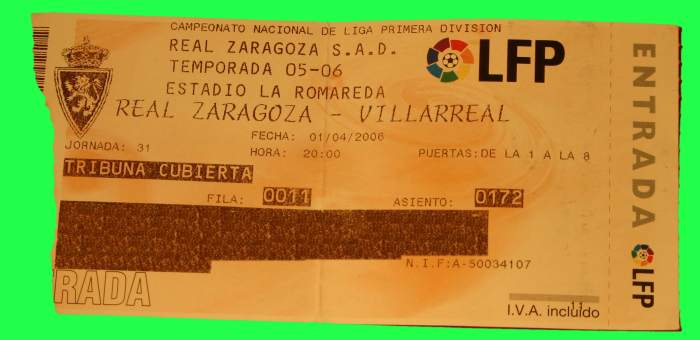 CAMPEONATO NACIONAL DE LIGA PRIMERA DIVISION
REAL ZARAGOZA S.A.D.
TEMPORADA 05-06
ESTADIO LA ROMAREDA
LFP
REAL ZARAGOZA - VILLARREAL
FECHA: 01/04/2006
JORNADA: 31
HORA: 20:00
PUERTAS:DE LA 1 A LA 8
TRIBUNA CUBIERTA
FILA: 0011
ASIENTO: 0172
N.I.F:A-50034107
RADA
11
I.V.A. incluido
ENTRADA
LFP